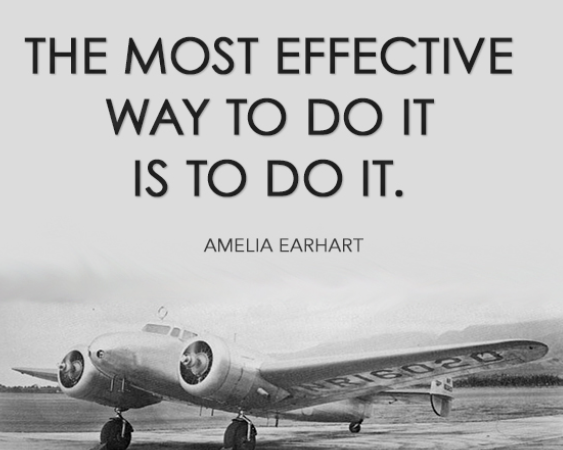 THE MOST EFFECTIVE
WAY TO DO IT
IS TO DO IT.
AMELIA EARHART
NR16020